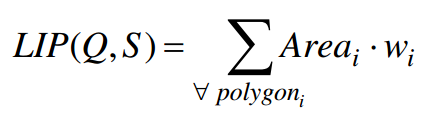 LIP(Q,S) = ∑ Area_i · w_i
∀ polygon_i